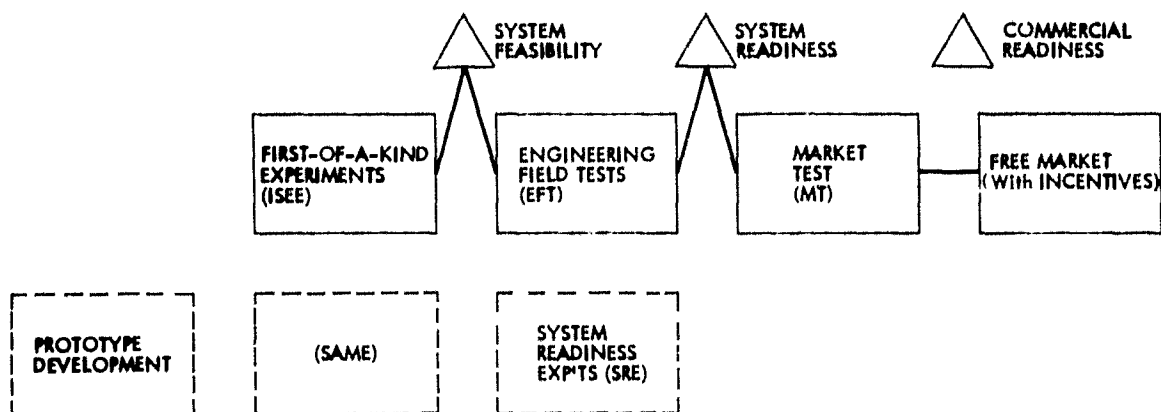 SYSTEM
FEASIBILITY
SYSTEM
READINESS
COMMERCIAL
READINESS
FIRST-OF-A-KIND
EXPERIMENTS
(ISEE)
ENGINEERING
FIELD TESTS
(EFT)
MARKET
TEST
(MT)
FREE MARKET
(With INCENTIVES)
PROTOTYPE
DEVELOPMENT
(SAME)
SYSTEM
READINESS
EXP'TS (SRE)